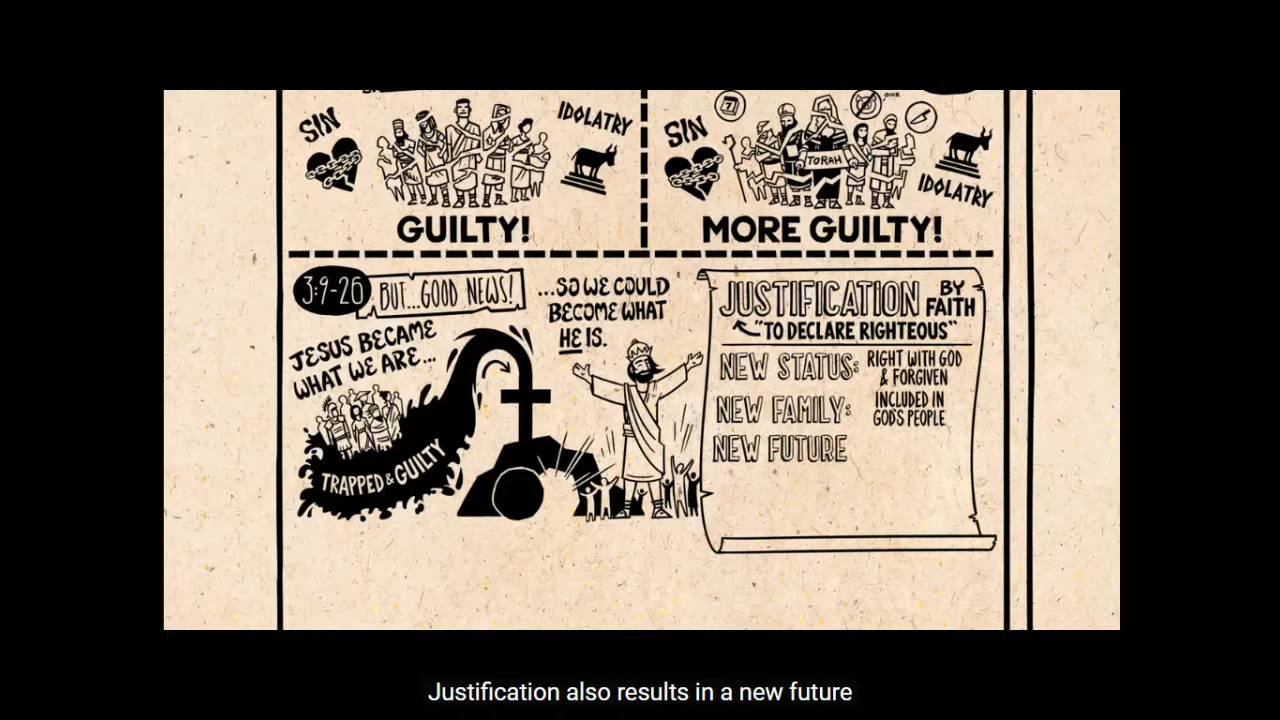 SIN
IDOLATRY
GUILTY!
7
OINK
SIN
TORAH
IDOLATRY
MORE GUILTY!
3:9-26
BUT...GOOD NEWS!
JESUS BECAME
WHAT WE ARE...
TRAPPED & GUILTY
...SO WE COULD
BECOME WHAT
HE IS.
JUSTIFICATION BY FAITH
"TO DECLARE RIGHTEOUS"
NEW STATUS: RIGHT WITH GOD
& FORGIVEN
NEW FAMILY: INCLUDED IN
GOD'S PEOPLE
NEW FUTURE
Justification also results in a new future